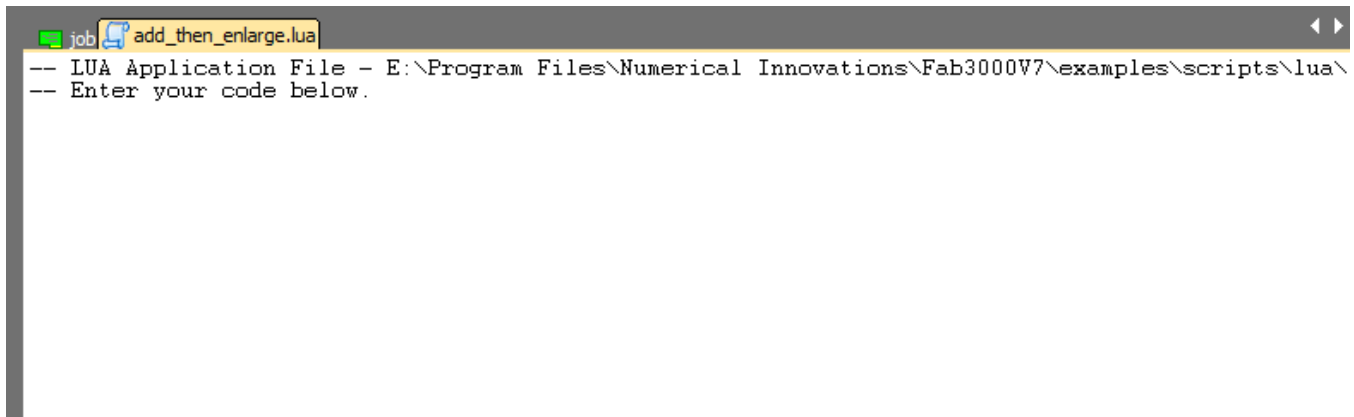 job add_then_enlarge.lua
-- LUA Application File - E:\Program Files\Numerical Innovations\Fab3000V7\examples\scripts\lua\
-- Enter your code below.